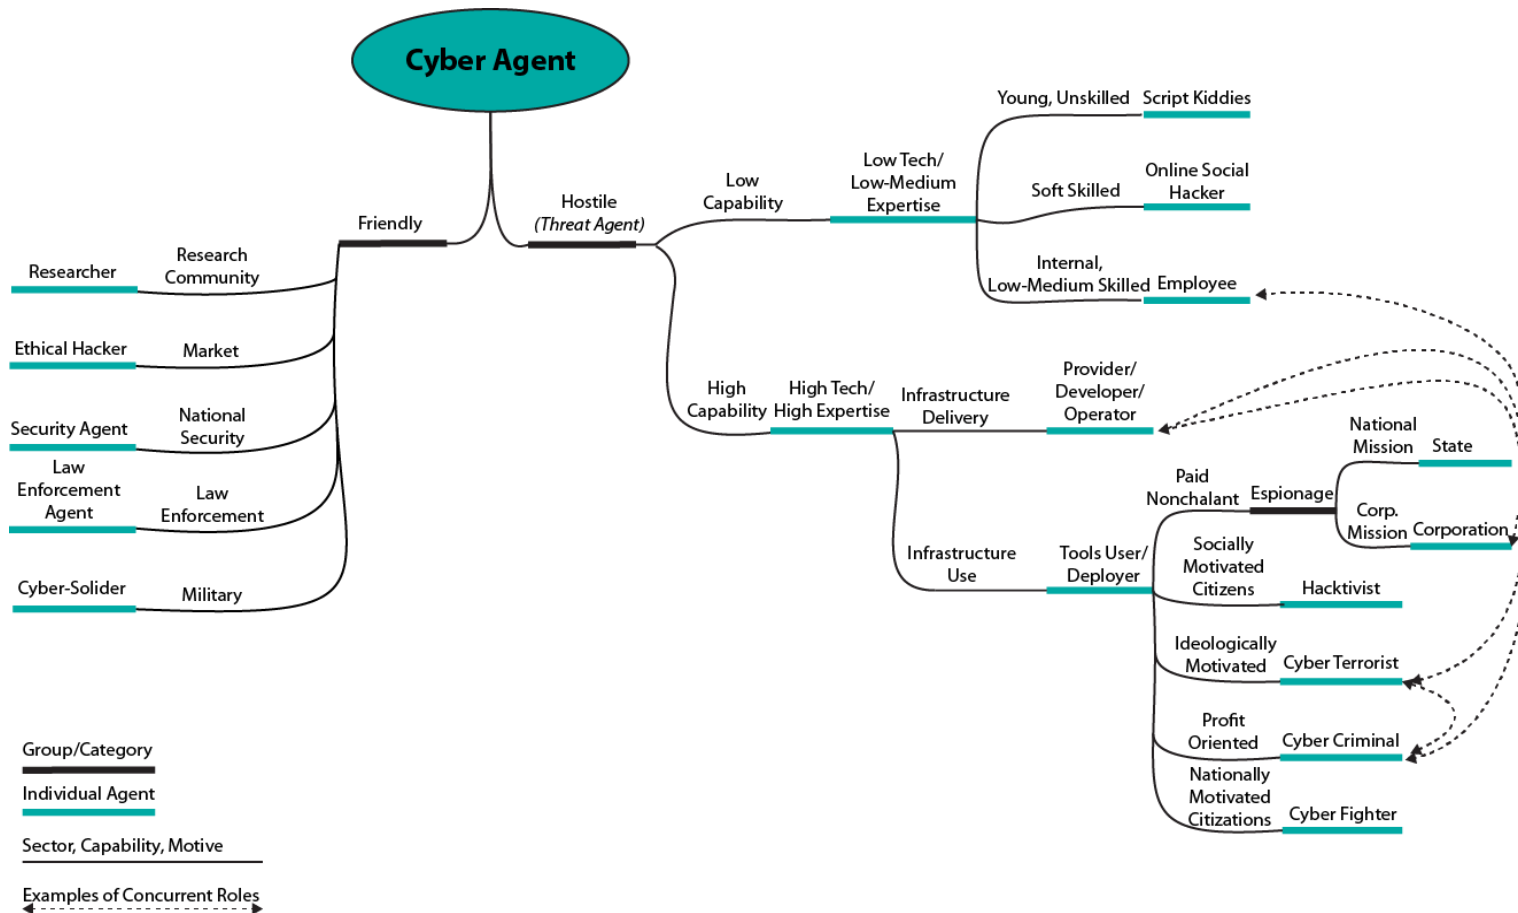 Cyber Agent
Friendly
Hostile
(Threat Agent)
Research
Community
Researcher
Market
Ethical Hacker
National
Security
Security Agent
Law
Enforcement
Law
Enforcement
Agent
Military
Cyber-Solider
Low
Capability
Low Tech/
Low-Medium
Expertise
Young, Unskilled
Script Kiddies
Soft Skilled
Online Social
Hacker
Internal,
Low-Medium Skilled
Employee
High
Capability
High Tech/
High Expertise
Infrastructure
Delivery
Provider/
Developer/
Operator
Infrastructure
Use
Tools User/
Deployer
Paid
Nonchalant
Espionage
National
Mission
State
Corp.
Mission
Corporation
Socially
Motivated
Citizens
Hacktivist
Ideologically
Motivated
Cyber Terrorist
Profit
Oriented
Cyber Criminal
Nationally
Motivated
Citizations
Cyber Fighter
Group/Category
Individual Agent
Sector, Capability, Motive
Examples of Concurrent Roles